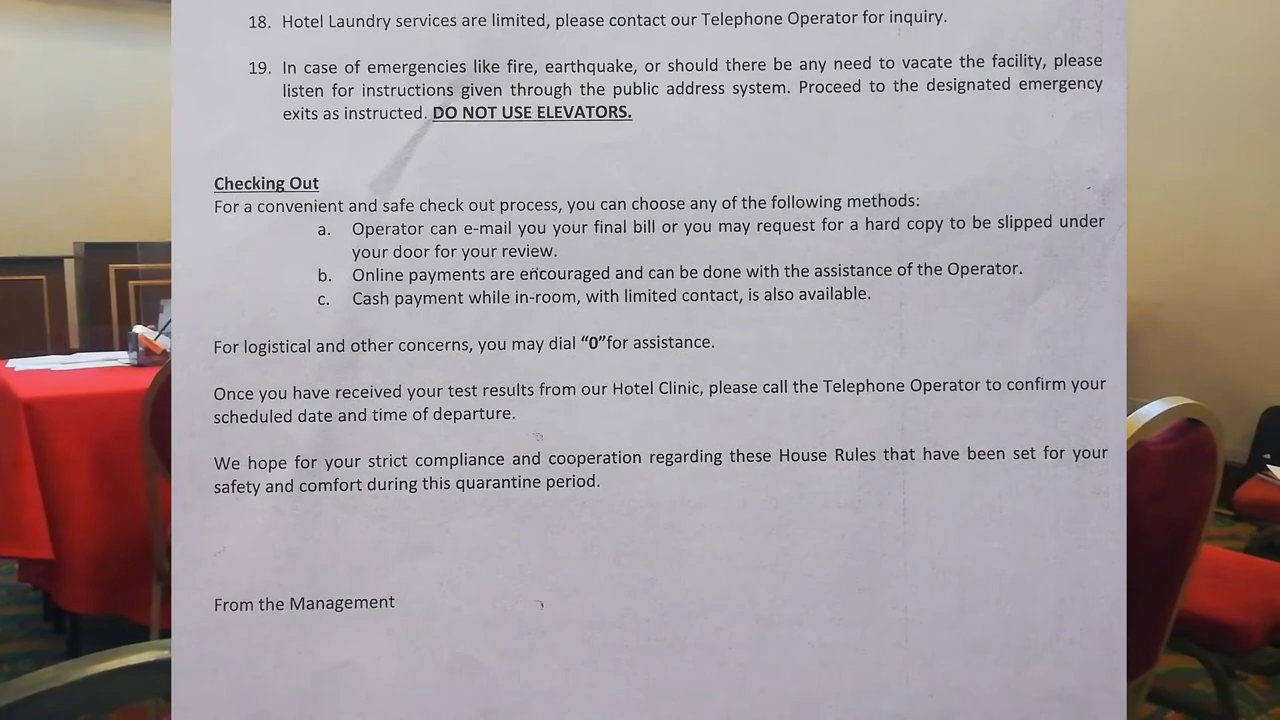 18. Hotel Laundry services are limited, please contact our Telephone Operator for inquiry.
19. In case of emergencies like fire, earthquake, or should there be any need to vacate the facility, please
listen for instructions given through the public address system. Proceed to the designated emergency
exits as instructed. DO NOT USE ELEVATORS.
Checking Out
For a convenient and safe check out process, you can choose any of the following methods:
a. Operator can e-mail you your final bill or you may request for a hard copy to be slipped under
your door for your review.
b. Online payments are encouraged and can be done with the assistance of the Operator.
c. Cash payment while in-room, with limited contact, is also available.
For logistical and other concerns, you may dial “0”for assistance.
Once you have received your test results from our Hotel Clinic, please call the Telephone Operator to confirm your
scheduled date and time of departure.
We hope for your strict compliance and cooperation regarding these House Rules that have been set for your
safety and comfort during this quarantine period.
From the Management